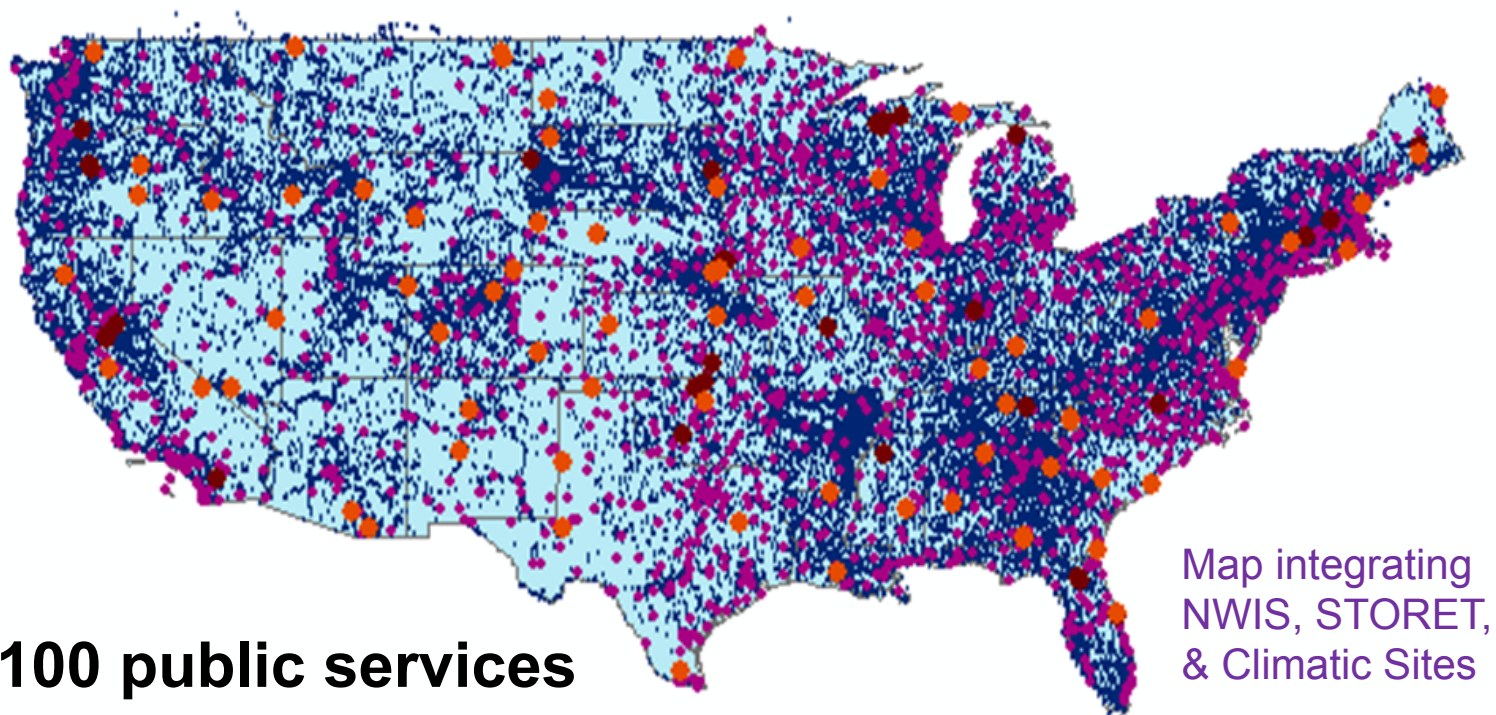 100 public services
Map integrating
NWIS, STORET,
& Climatic Sites